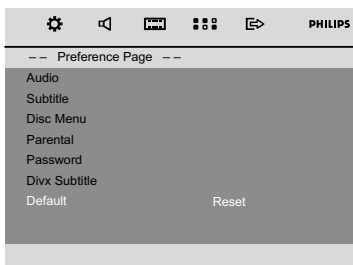 PHILIPS
-- Preference Page --
Audio
Subtitle
Disc Menu
Parental
Password
Divx Subtitle
Default Reset